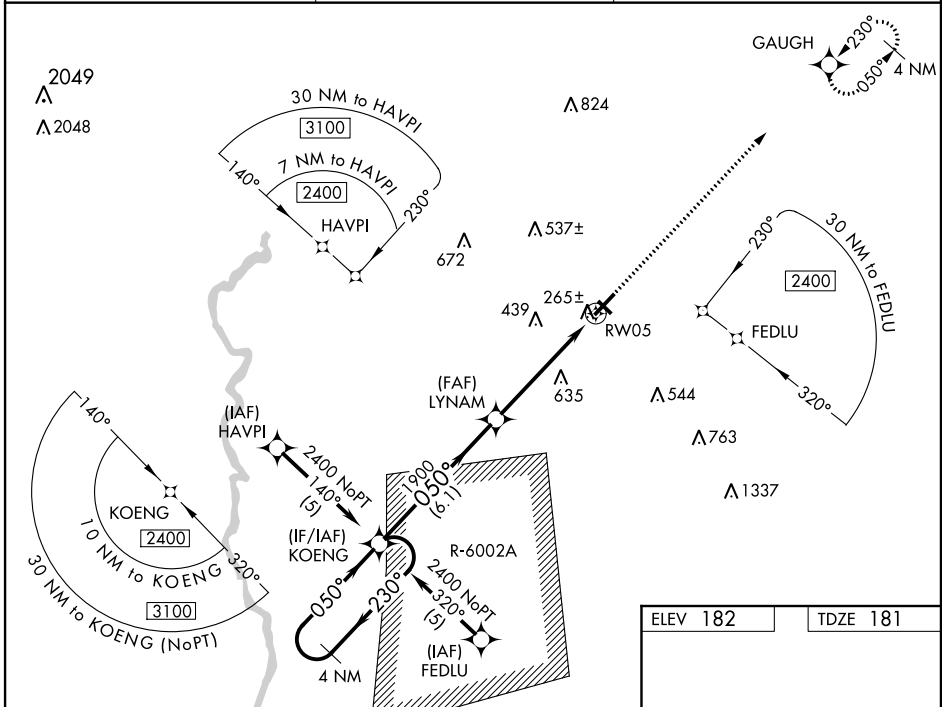 GAUGH
230°
050°
4 NM
2049
2048
824
30 NM to HAVPI
3100
7 NM to HAVPI
2400
140°
230°
HAVPI
537±
672
230°
30 NM to FEDLU
2400
FEDLU
320°
265±
439
RW05
635
544
763
1337
(FAF)
LYNAM
(IAF)
HAVPI
2400 NoPT
140°
(5)
1900
050°
(6.1)
140°
KOENG
2400
10 NM to KOENG
320°
3100
30 NM to KOENG (NoPT)
(IF/IAF)
KOENG
R-6002A
050°
230°
4 NM
2400 NoPT
320°
(5)
(IAF)
FEDLU
ELEV 182
TDZE 181